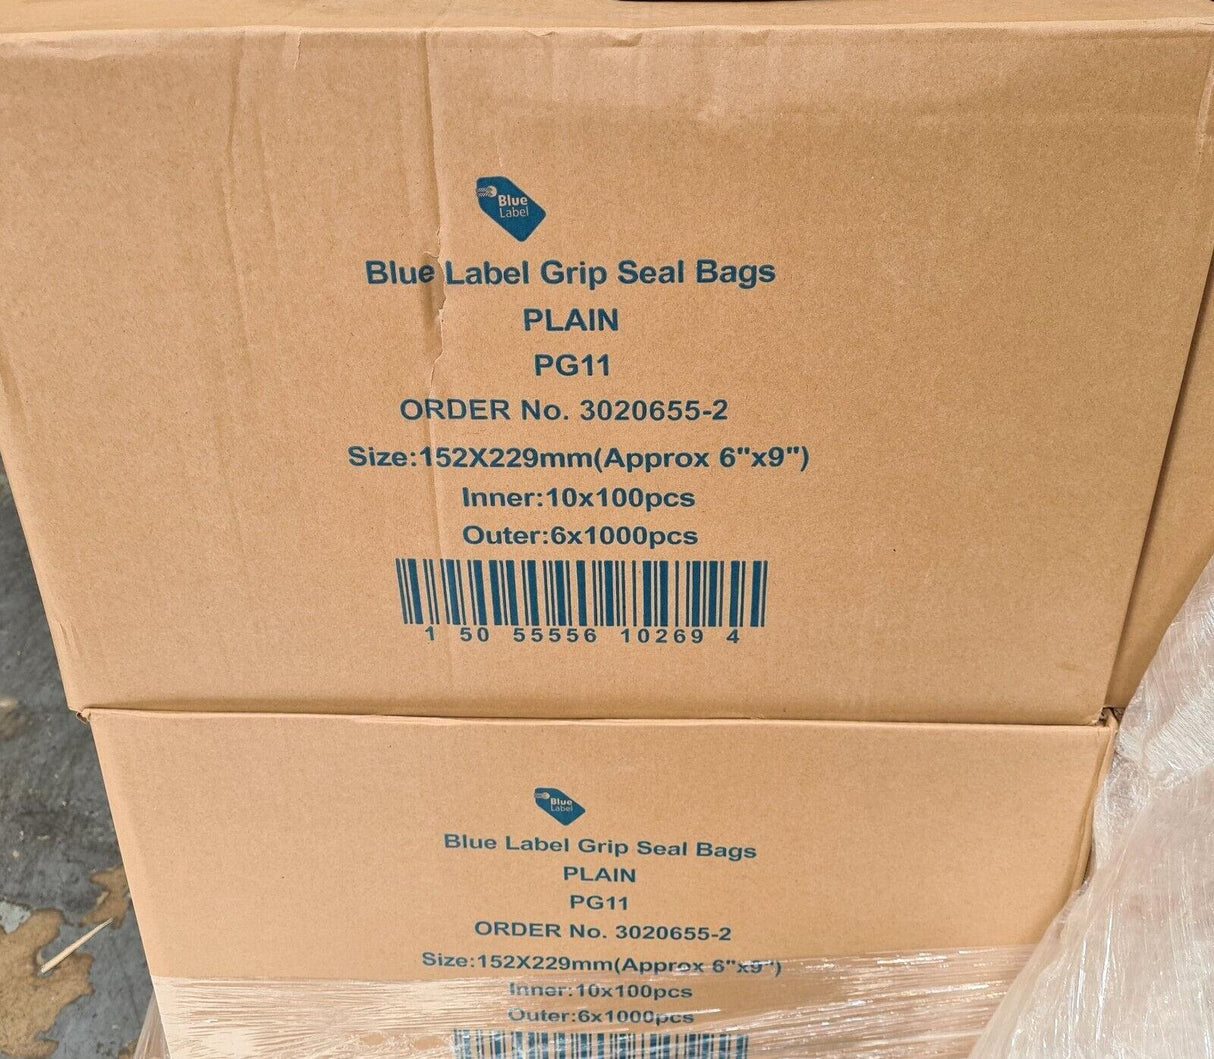 Blue
Label
Blue Label Grip Seal Bags
PLAIN
PG11
ORDER No. 3020655-2
Size:152X229mm(Approx 6"x9")
Inner:10x100pcs
Outer:6x1000pcs
1 50 55556 10269 4
Blue
Label
Blue Label Grip Seal Bags
PLAIN
PG11
ORDER No. 3020655-2
Size:152X229mm(Approx 6"x9")
Inner:10x100pcs
Outer:6x1000pcs